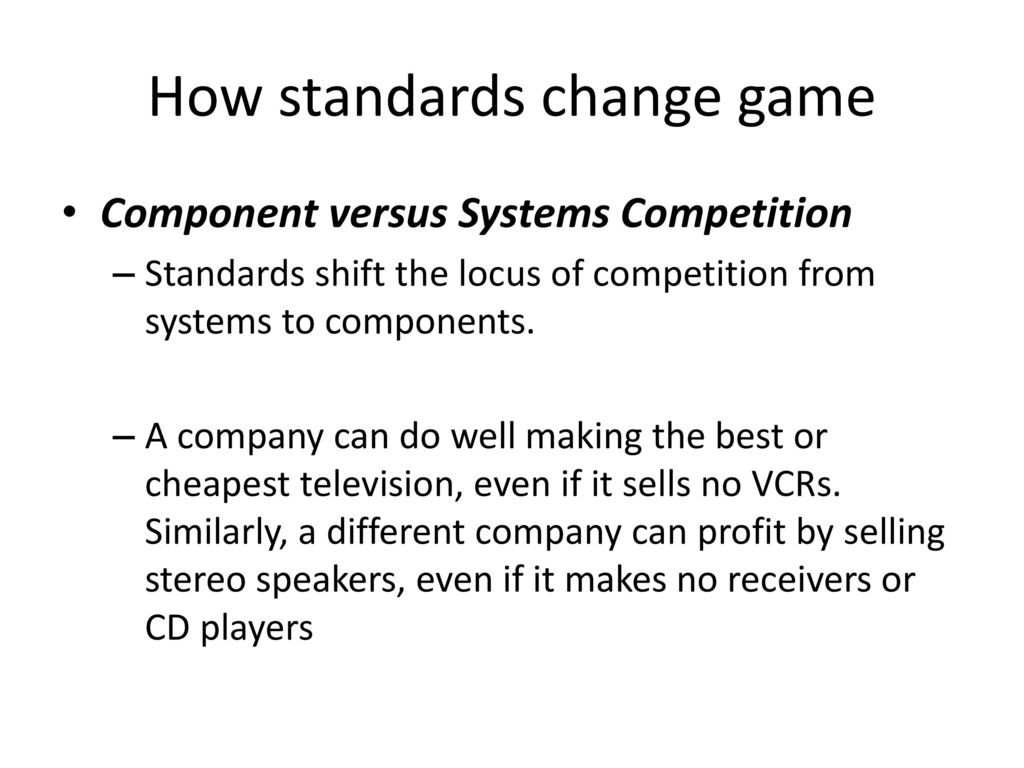 How standards change game
• Component versus Systems Competition
– Standards shift the locus of competition from
systems to components.
– A company can do well making the best or
cheapest television, even if it sells no VCRs.
Similarly, a different company can profit by selling
stereo speakers, even if it makes no receivers or
CD players